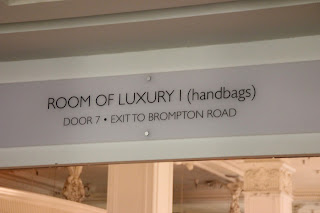 ROOM OF LUXURY I (handbags)
DOOR 7 • EXIT TO BROMPTON ROAD